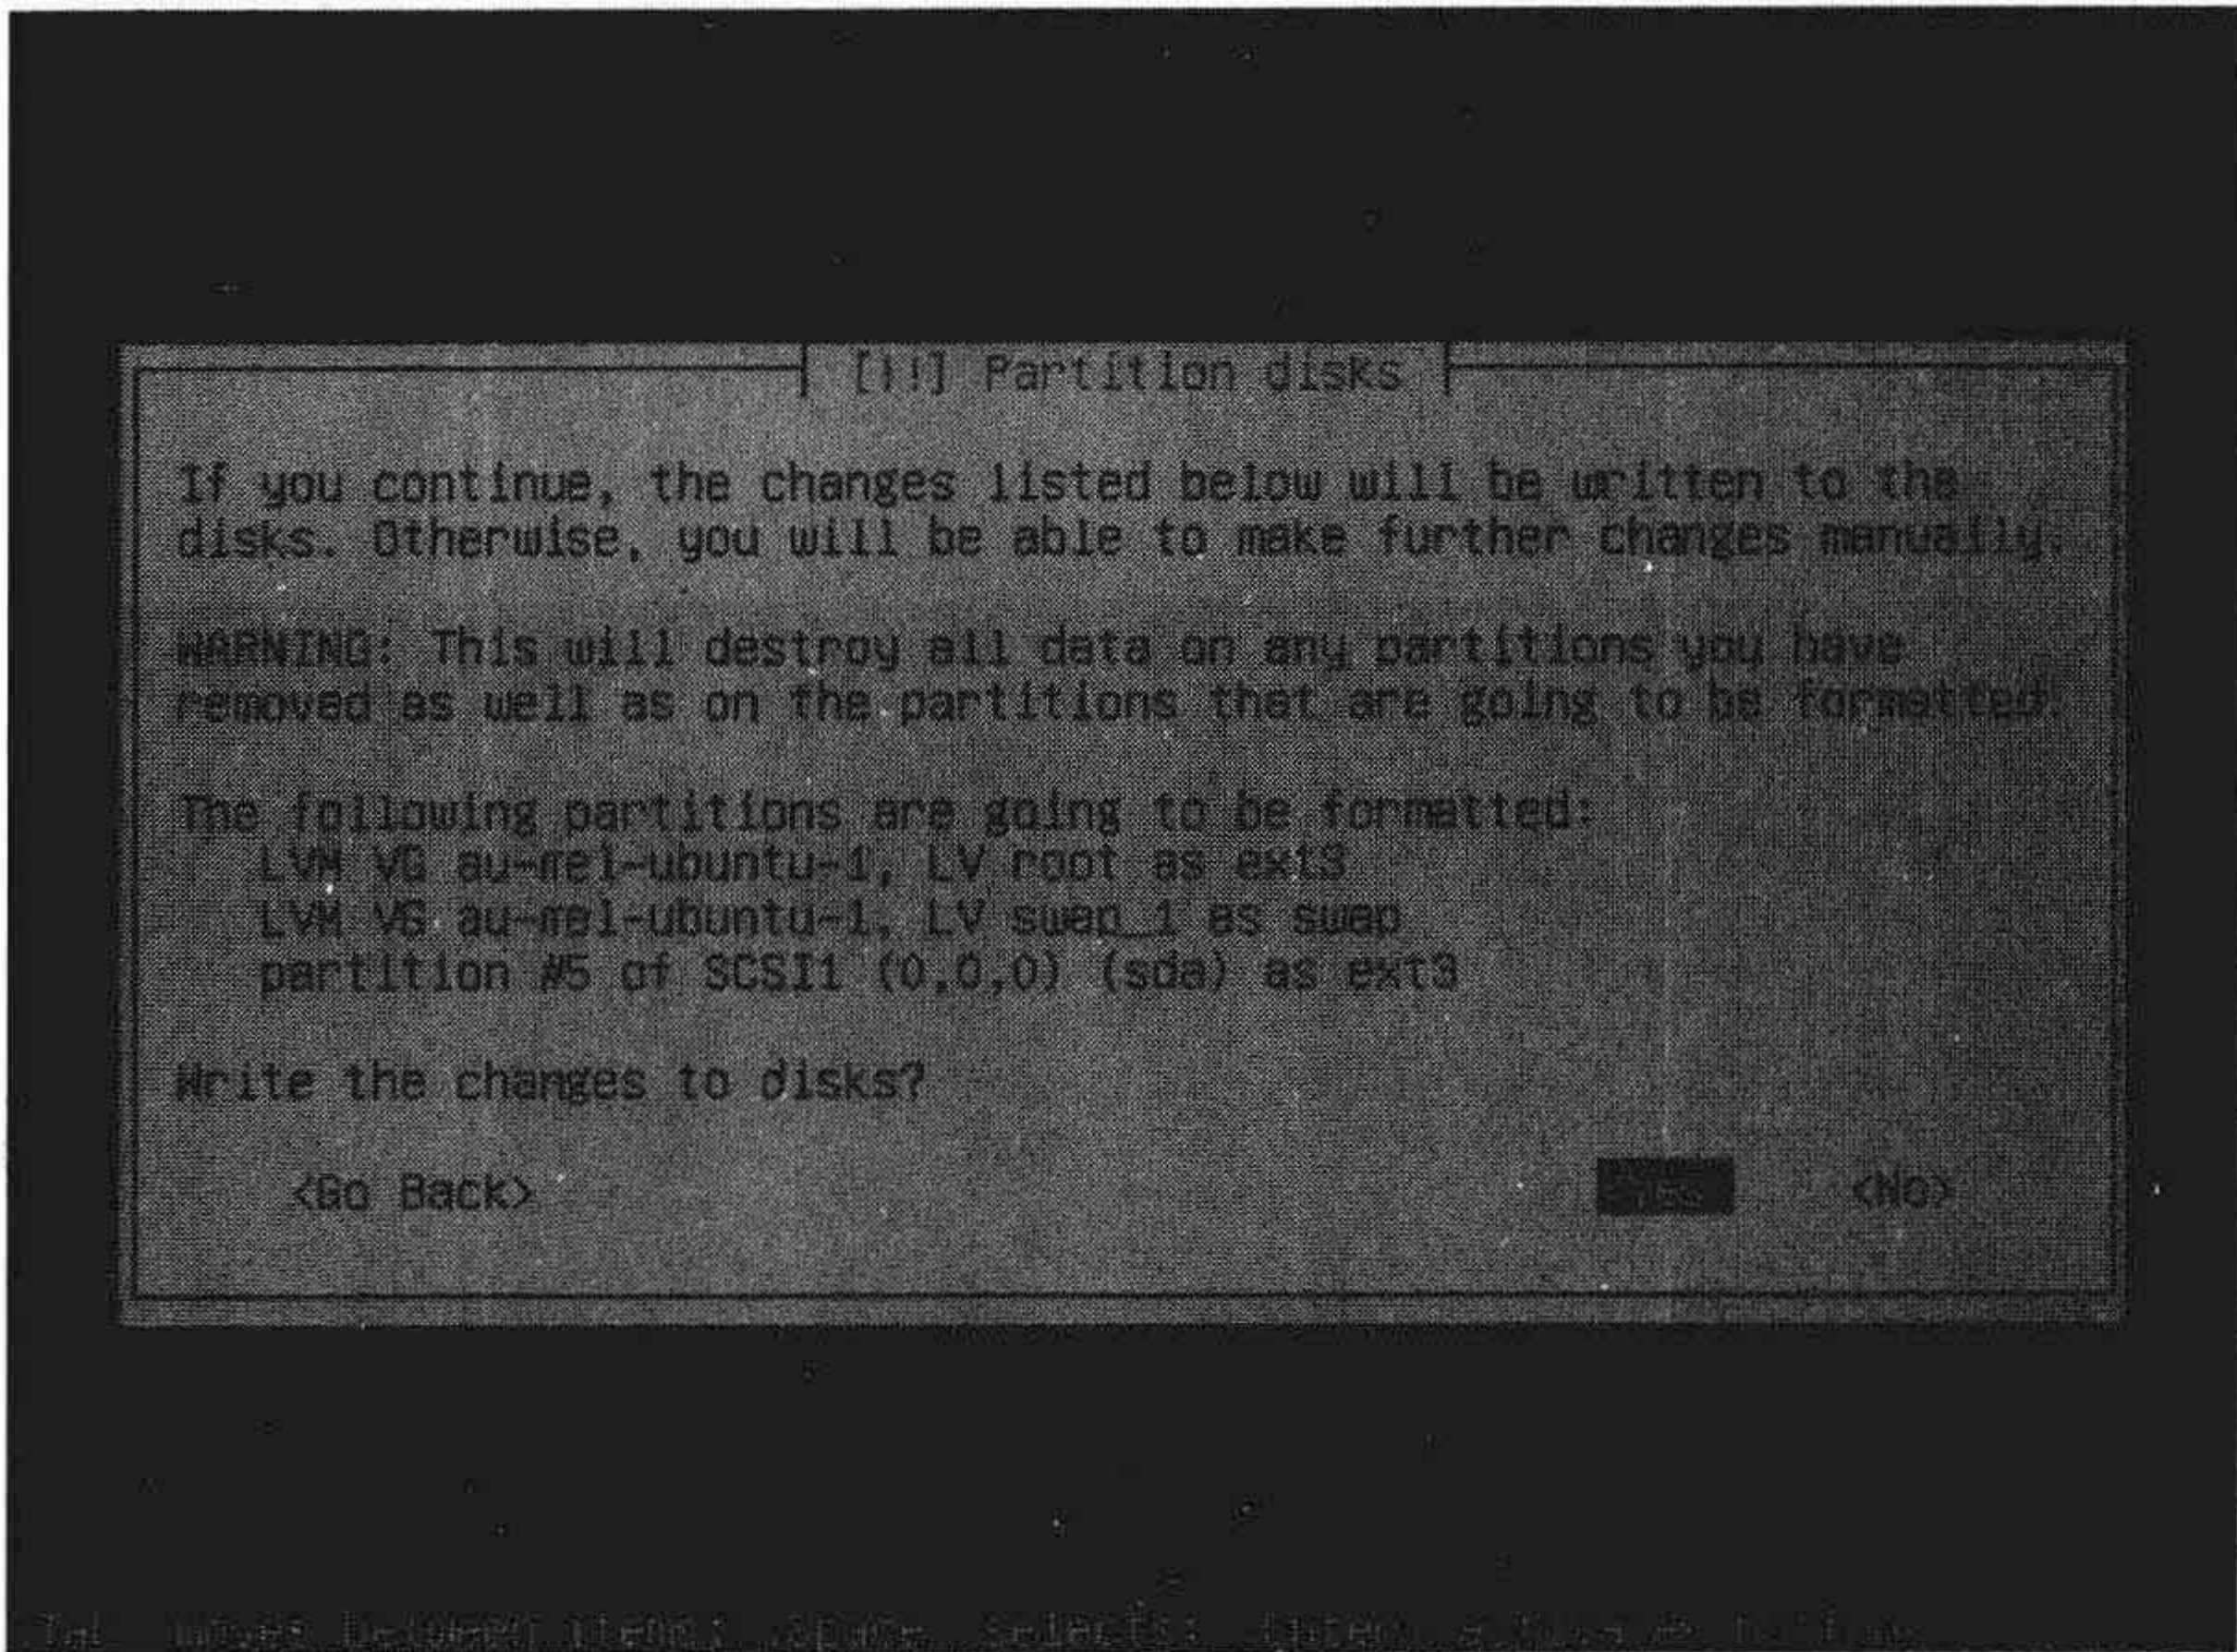 [!!] Partition disks
If you continue, the changes listed below will be written to the
disks. Otherwise, you will be able to make further changes manually.
WARNING: This will destroy all data on any partitions you have
removed as well as on the partitions that are going to be formatted.
The following partitions are going to be formatted:
LVM VG au-mel-ubuntu-1, LV root as ext3
LVM VG au-mel-ubuntu-1, LV swap_1 as swap
partition #5 of SCSI1 (0,0,0) (sda) as ext3
Write the changes to disks?
<Go Back> <Yes> <No>
moves between items; selects;